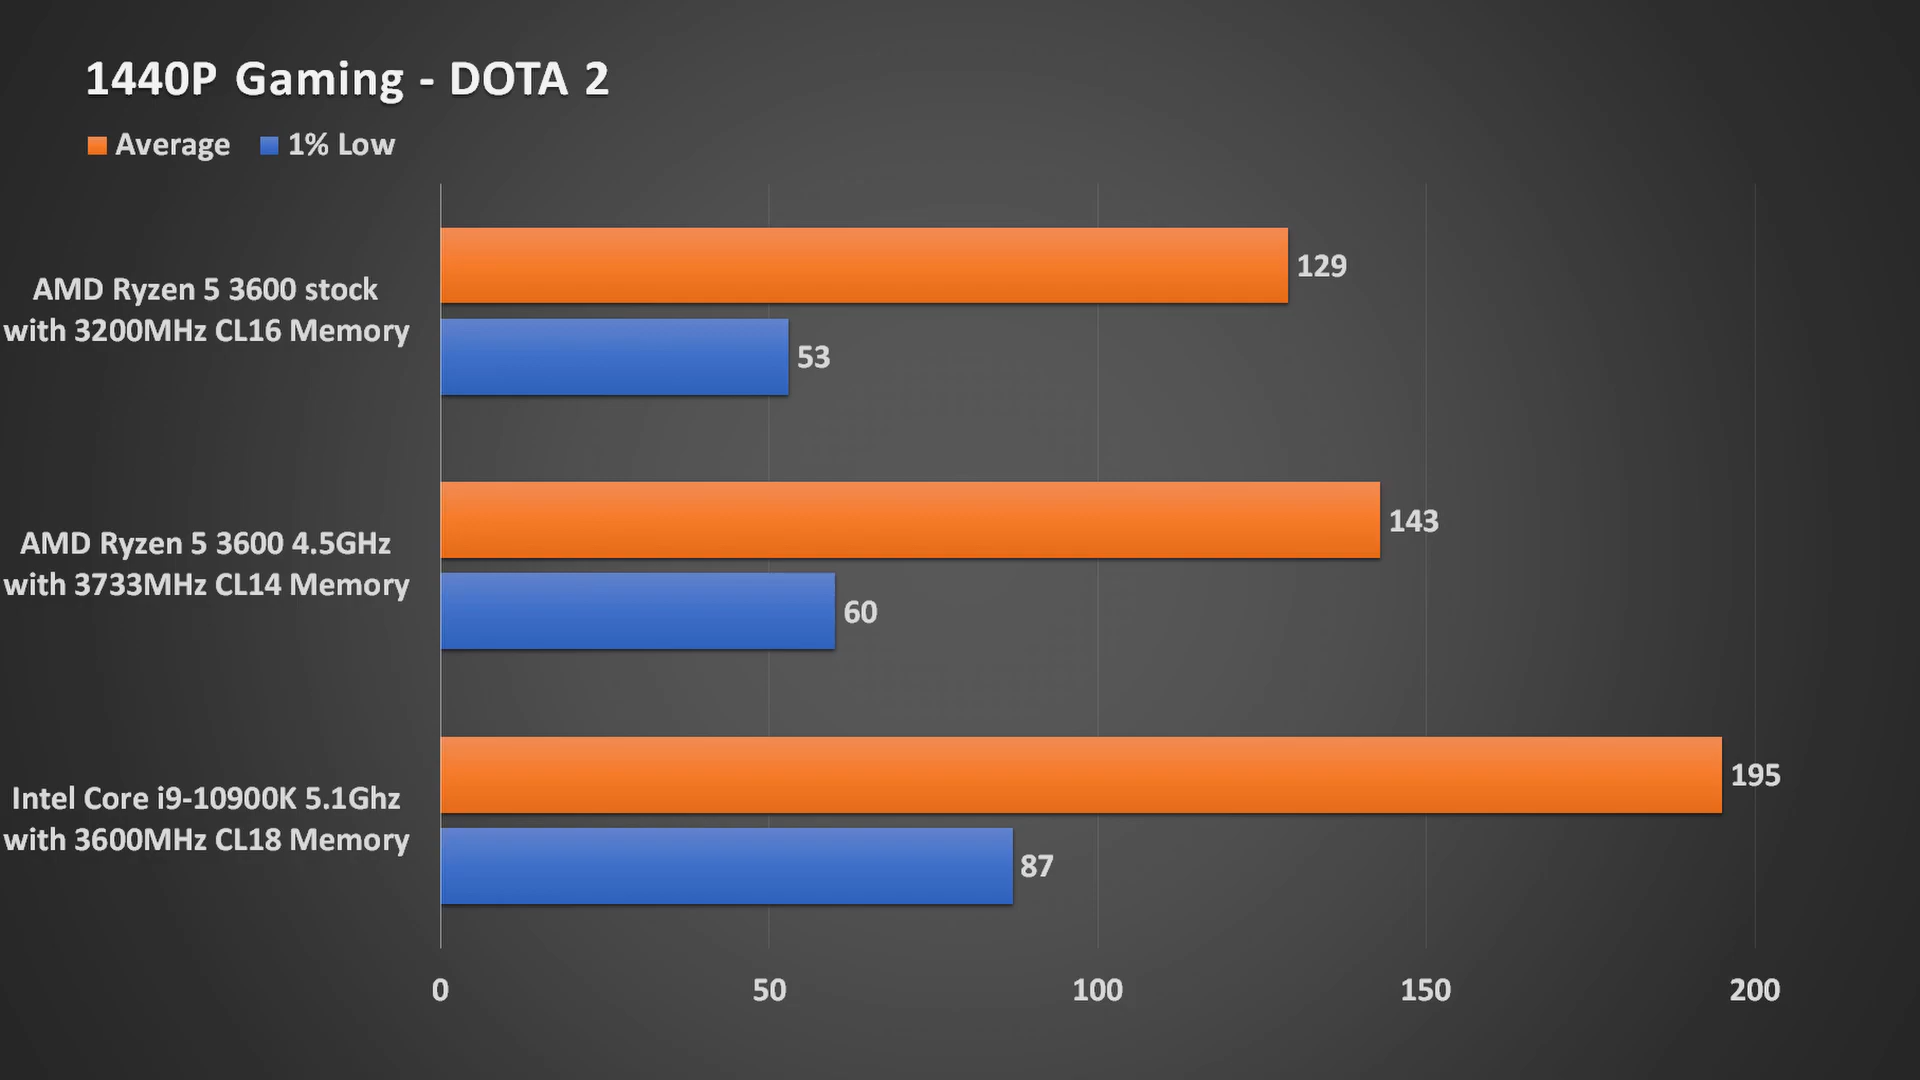 1440P Gaming - DOTA 2
Average 1% Low
AMD Ryzen 5 3600 stock
with 3200MHz CL16 Memory
129
53
AMD Ryzen 5 3600 4.5GHz
with 3733MHz CL14 Memory
143
60
Intel Core i9-10900K 5.1Ghz
with 3600MHz CL18 Memory
195
87
0 50 100 150 200